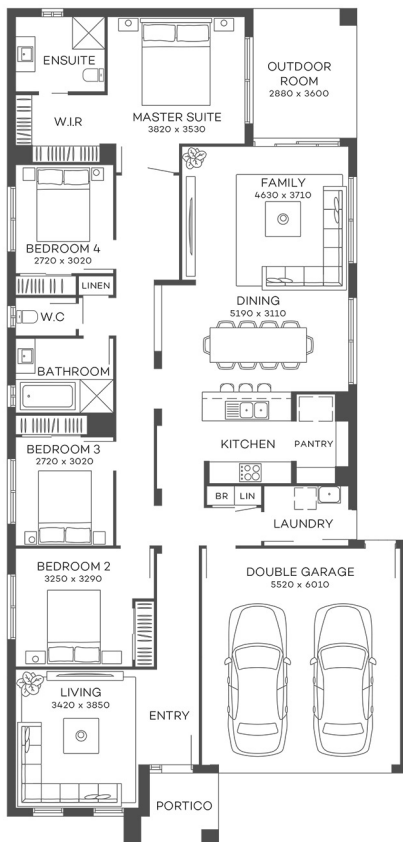 ENSUITE
OUTDOOR
ROOM
2880 x 3600
W.I.R
MASTER SUITE
3820 x 3530
FAMILY
4630 x 3710
BEDROOM 4
2720 x 3020
LINEN
DINING
5190 x 3110
W.C
BATHROOM
KITCHEN
PANTRY
BEDROOM 3
2720 x 3020
BR
LIN
LAUNDRY
BEDROOM 2
3250 x 3290
DOUBLE GARAGE
5520 x 6010
LIVING
3420 x 3850
ENTRY
PORTICO